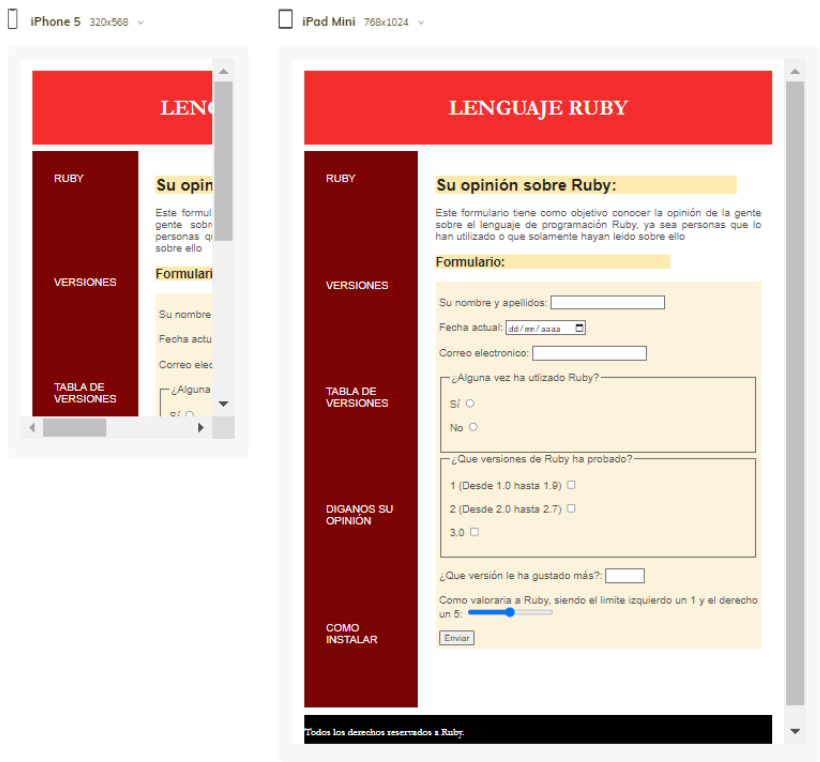 iPhone 5 320x568
LENG
RUBY
VERSIONES
TABLA DE
VERSIONES
Su opin
Este formul
gente sobr
personas q
sobre ello
Formulari
Su nombre
Fecha actu
Correo elec
¿Alguna
Sí
iPad Mini 768x1024
LENGUAJE RUBY
RUBY
VERSIONES
TABLA DE
VERSIONES
DIGANOS SU
OPINIÓN
COMO
INSTALAR
Su opinión sobre Ruby:
Este formulario tiene como objetivo conocer la opinión de la gente
sobre el lenguaje de programación Ruby, ya sea personas que lo
han utilizado o que solamente hayan leido sobre ello
Formulario:
Su nombre y apellidos:
Fecha actual: dd/mm/aaaa
Correo electronico:
¿Alguna vez ha utlizado Ruby?
Sí
No
¿Que versiones de Ruby ha probado?
1 (Desde 1.0 hasta 1.9)
2 (Desde 2.0 hasta 2.7)
3.0
¿Que versión le ha gustado más?:
Como valoraria a Ruby, siendo el limite izquierdo un 1 y el derecho
un 5:
Enviar
Todos los derechos reservados a Ruby.